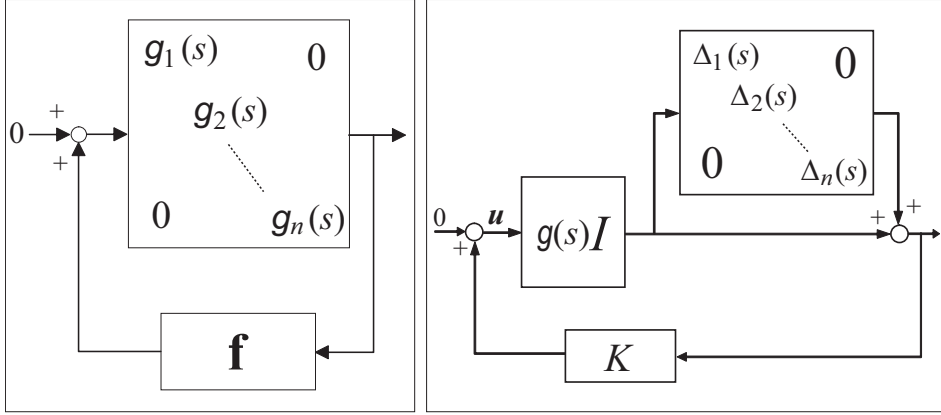 g₁(s) 0
+
0
g₂(s)
+
0
gₙ(s)
f
Δ₁(s) 0
Δ₂(s)
0
Δₙ(s)
0 u + +
+
g(s)I
K